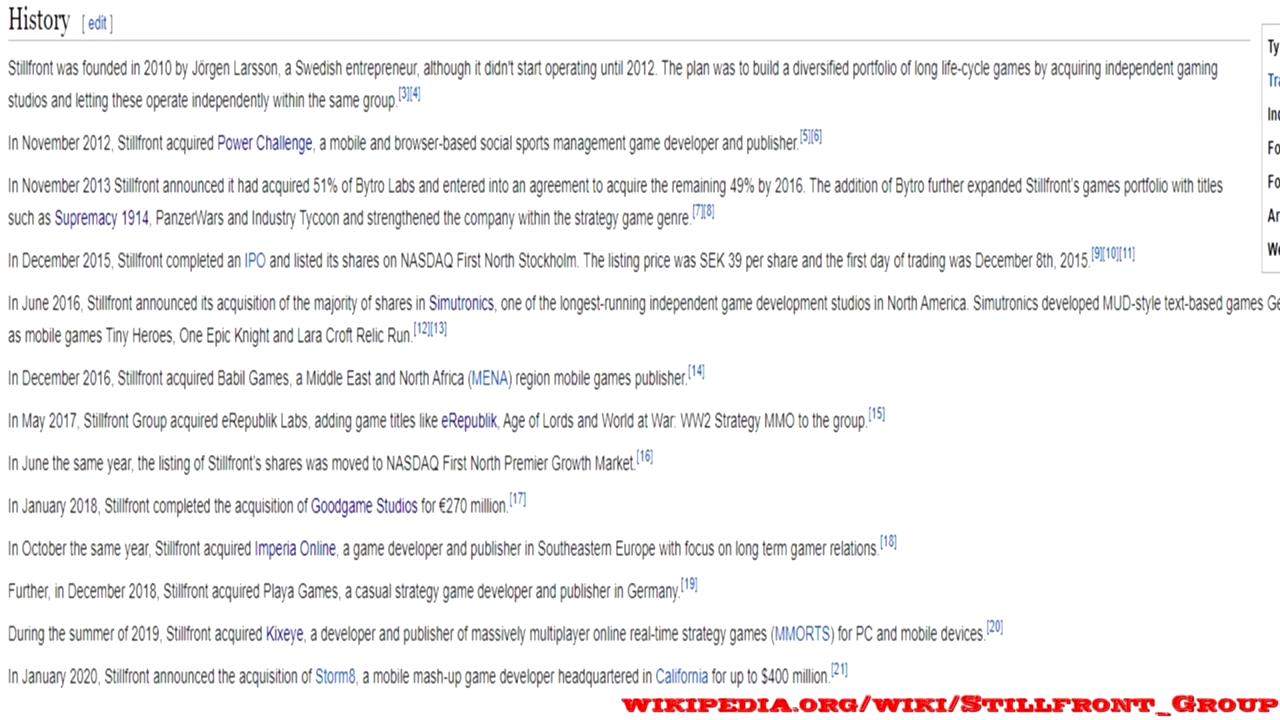 History [ edit ]
Ty
Stillfront was founded in 2010 by Jörgen Larsson, a Swedish entrepreneur, although it didn't start operating until 2012. The plan was to build a diversified portfolio of long life-cycle games by acquiring independent gaming
Tra
studios and letting these operate independently within the same group.[3][4]
Ind
In November 2012, Stillfront acquired Power Challenge, a mobile and browser-based social sports management game developer and publisher.[5][6]
Fo
In November 2013 Stillfront announced it had acquired 51% of Bytro Labs and entered into an agreement to acquire the remaining 49% by 2016. The addition of Bytro further expanded Stillfront's games portfolio with titles
Fo
such as Supremacy 1914, PanzerWars and Industry Tycoon and strengthened the company within the strategy game genre.[7][8]
Ar
In December 2015, Stillfront completed an IPO and listed its shares on NASDAQ First North Stockholm. The listing price was SEK 39 per share and the first day of trading was December 8th, 2015.[9][10][11]
We
In June 2016, Stillfront announced its acquisition of the majority of shares in Simutronics, one of the longest-running independent game development studios in North America. Simutronics developed MUD-style text-based games Ge
as mobile games Tiny Heroes, One Epic Knight and Lara Croft Relic Run.[12][13]
In December 2016, Stillfront acquired Babil Games, a Middle East and North Africa (MENA) region mobile games publisher.[14]
In May 2017, Stillfront Group acquired eRepublik Labs, adding game titles like eRepublik, Age of Lords and World at War: WW2 Strategy MMO to the group.[15]
In June the same year, the listing of Stillfront's shares was moved to NASDAQ First North Premier Growth Market.[16]
In January 2018, Stillfront completed the acquisition of Goodgame Studios for €270 million.[17]
In October the same year, Stillfront acquired Imperia Online, a game developer and publisher in Southeastern Europe with focus on long term gamer relations.[18]
Further, in December 2018, Stillfront acquired Playa Games, a casual strategy game developer and publisher in Germany.[19]
During the summer of 2019, Stillfront acquired Kixeye, a developer and publisher of massively multiplayer online real-time strategy games (MMORTS) for PC and mobile devices.[20]
In January 2020, Stillfront announced the acquisition of Storm8, a mobile mash-up game developer headquartered in California for up to $400 million.[21]
WIKIPEDIA.ORG/WIKI/STILLFRONT_GROUP